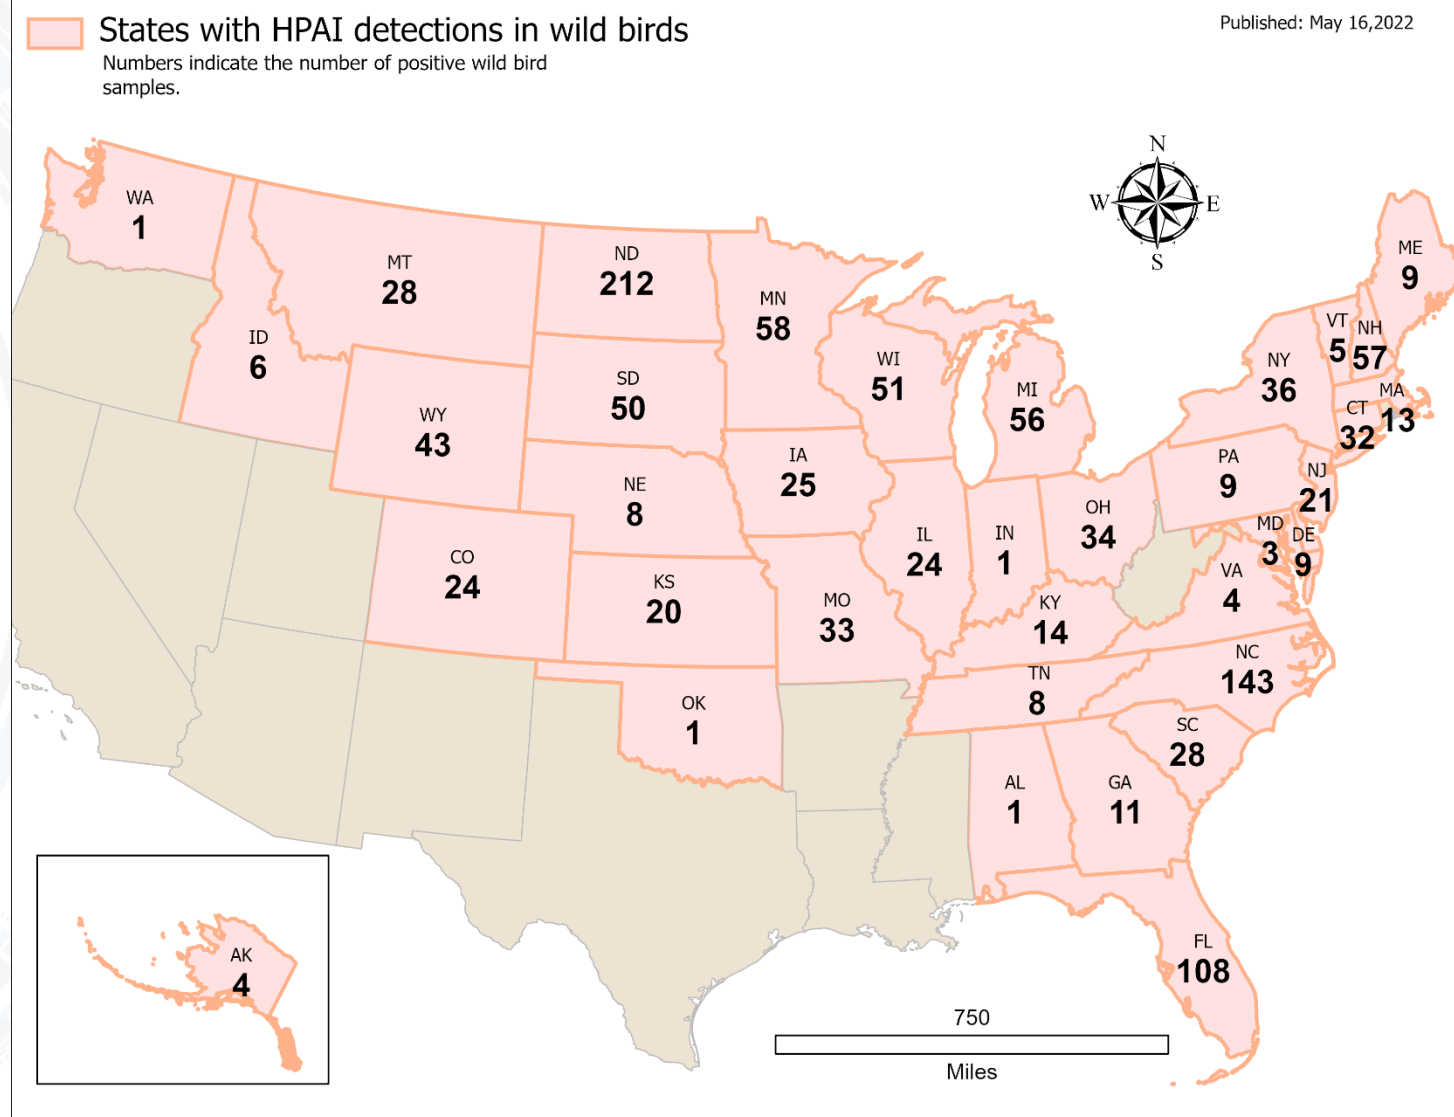 States with HPAI detections in wild birds
Numbers indicate the number of positive wild bird
samples.
Published: May 16,2022
N
W
E
S
WA
1
MT
28
ND
212
MN
58
ID
6
WY
43
SD
50
WI
51
MI
56
NY
36
VT
5
NH
57
ME
9
MA
13
CT
32
NE
8
IA
25
PA
9
NJ
21
CO
24
KS
20
MO
33
IL
24
IN
1
OH
34
MD
3
DE
9
VA
4
KY
14
OK
1
TN
8
NC
143
SC
28
AL
1
GA
11
FL
108
AK
4
750
Miles